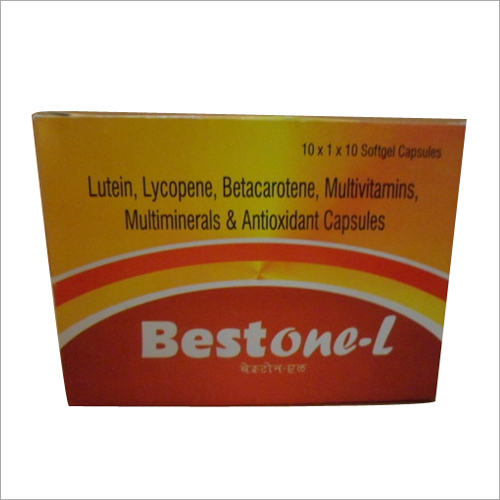 10 x 1 x 10 Softgel Capsules
Lutein, Lycopene, Betacarotene, Multivitamins,
Multiminerals & Antioxidant Capsules
Bestone-L
बेस्टोन-एल